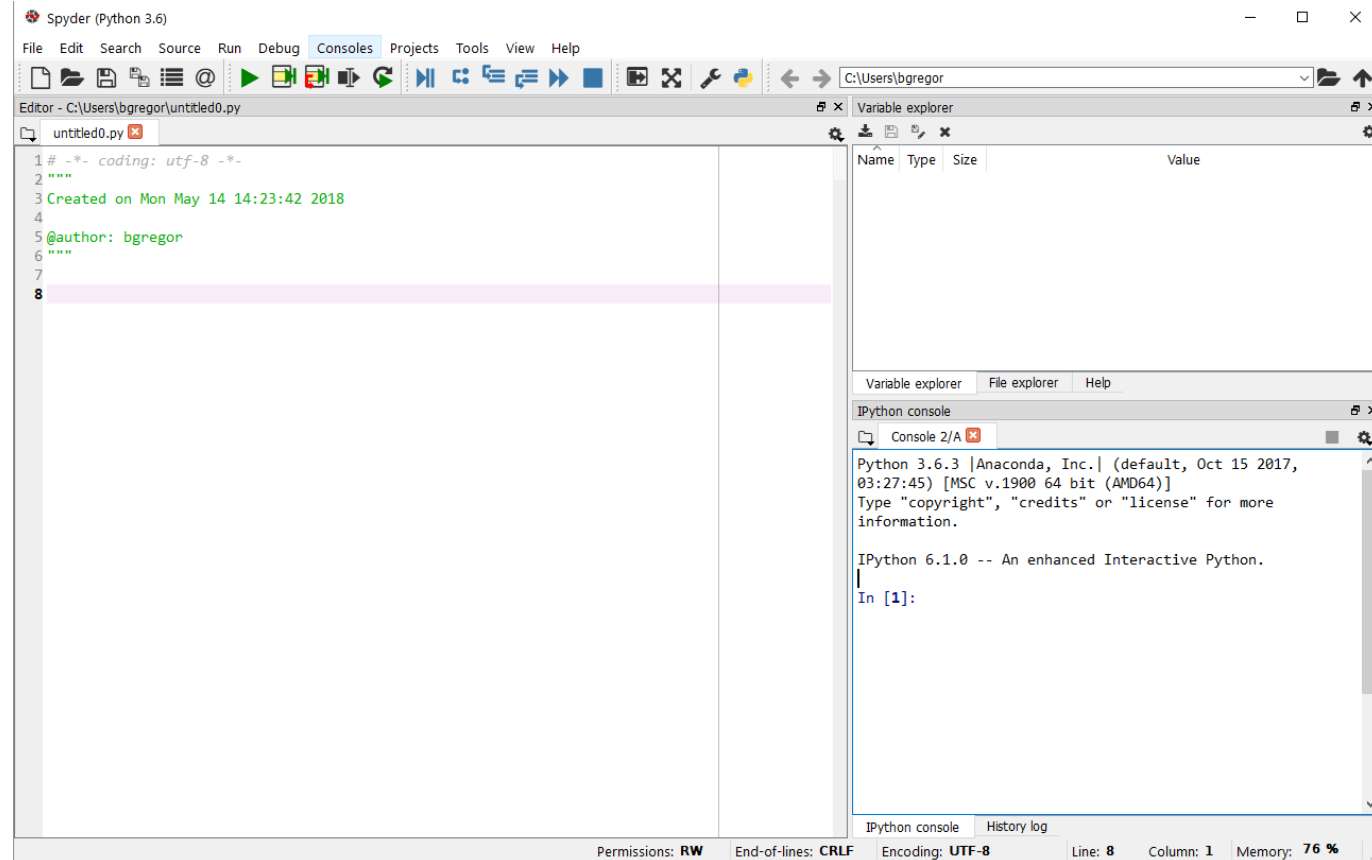 Spyder (Python 3.6)
File Edit Search Source Run Debug Consoles Projects Tools View Help
C:\Users\bgregor
Editor - C:\Users\bgregor\untitled0.py
untitled0.py
1 # -*- coding: utf-8 -*-
2 """
3 Created on Mon May 14 14:23:42 2018
4
5 @author: bgregor
6 """
7
8
Variable explorer
Name Type Size Value
Variable explorer File explorer Help
IPython console
Console 2/A
Python 3.6.3 |Anaconda, Inc.| (default, Oct 15 2017,
03:27:45) [MSC v.1900 64 bit (AMD64)]
Type "copyright", "credits" or "license" for more
information.
IPython 6.1.0 -- An enhanced Interactive Python.
In [1]:
IPython console History log
Permissions: RW End-of-lines: CRLF Encoding: UTF-8 Line: 8 Column: 1 Memory: 76 %